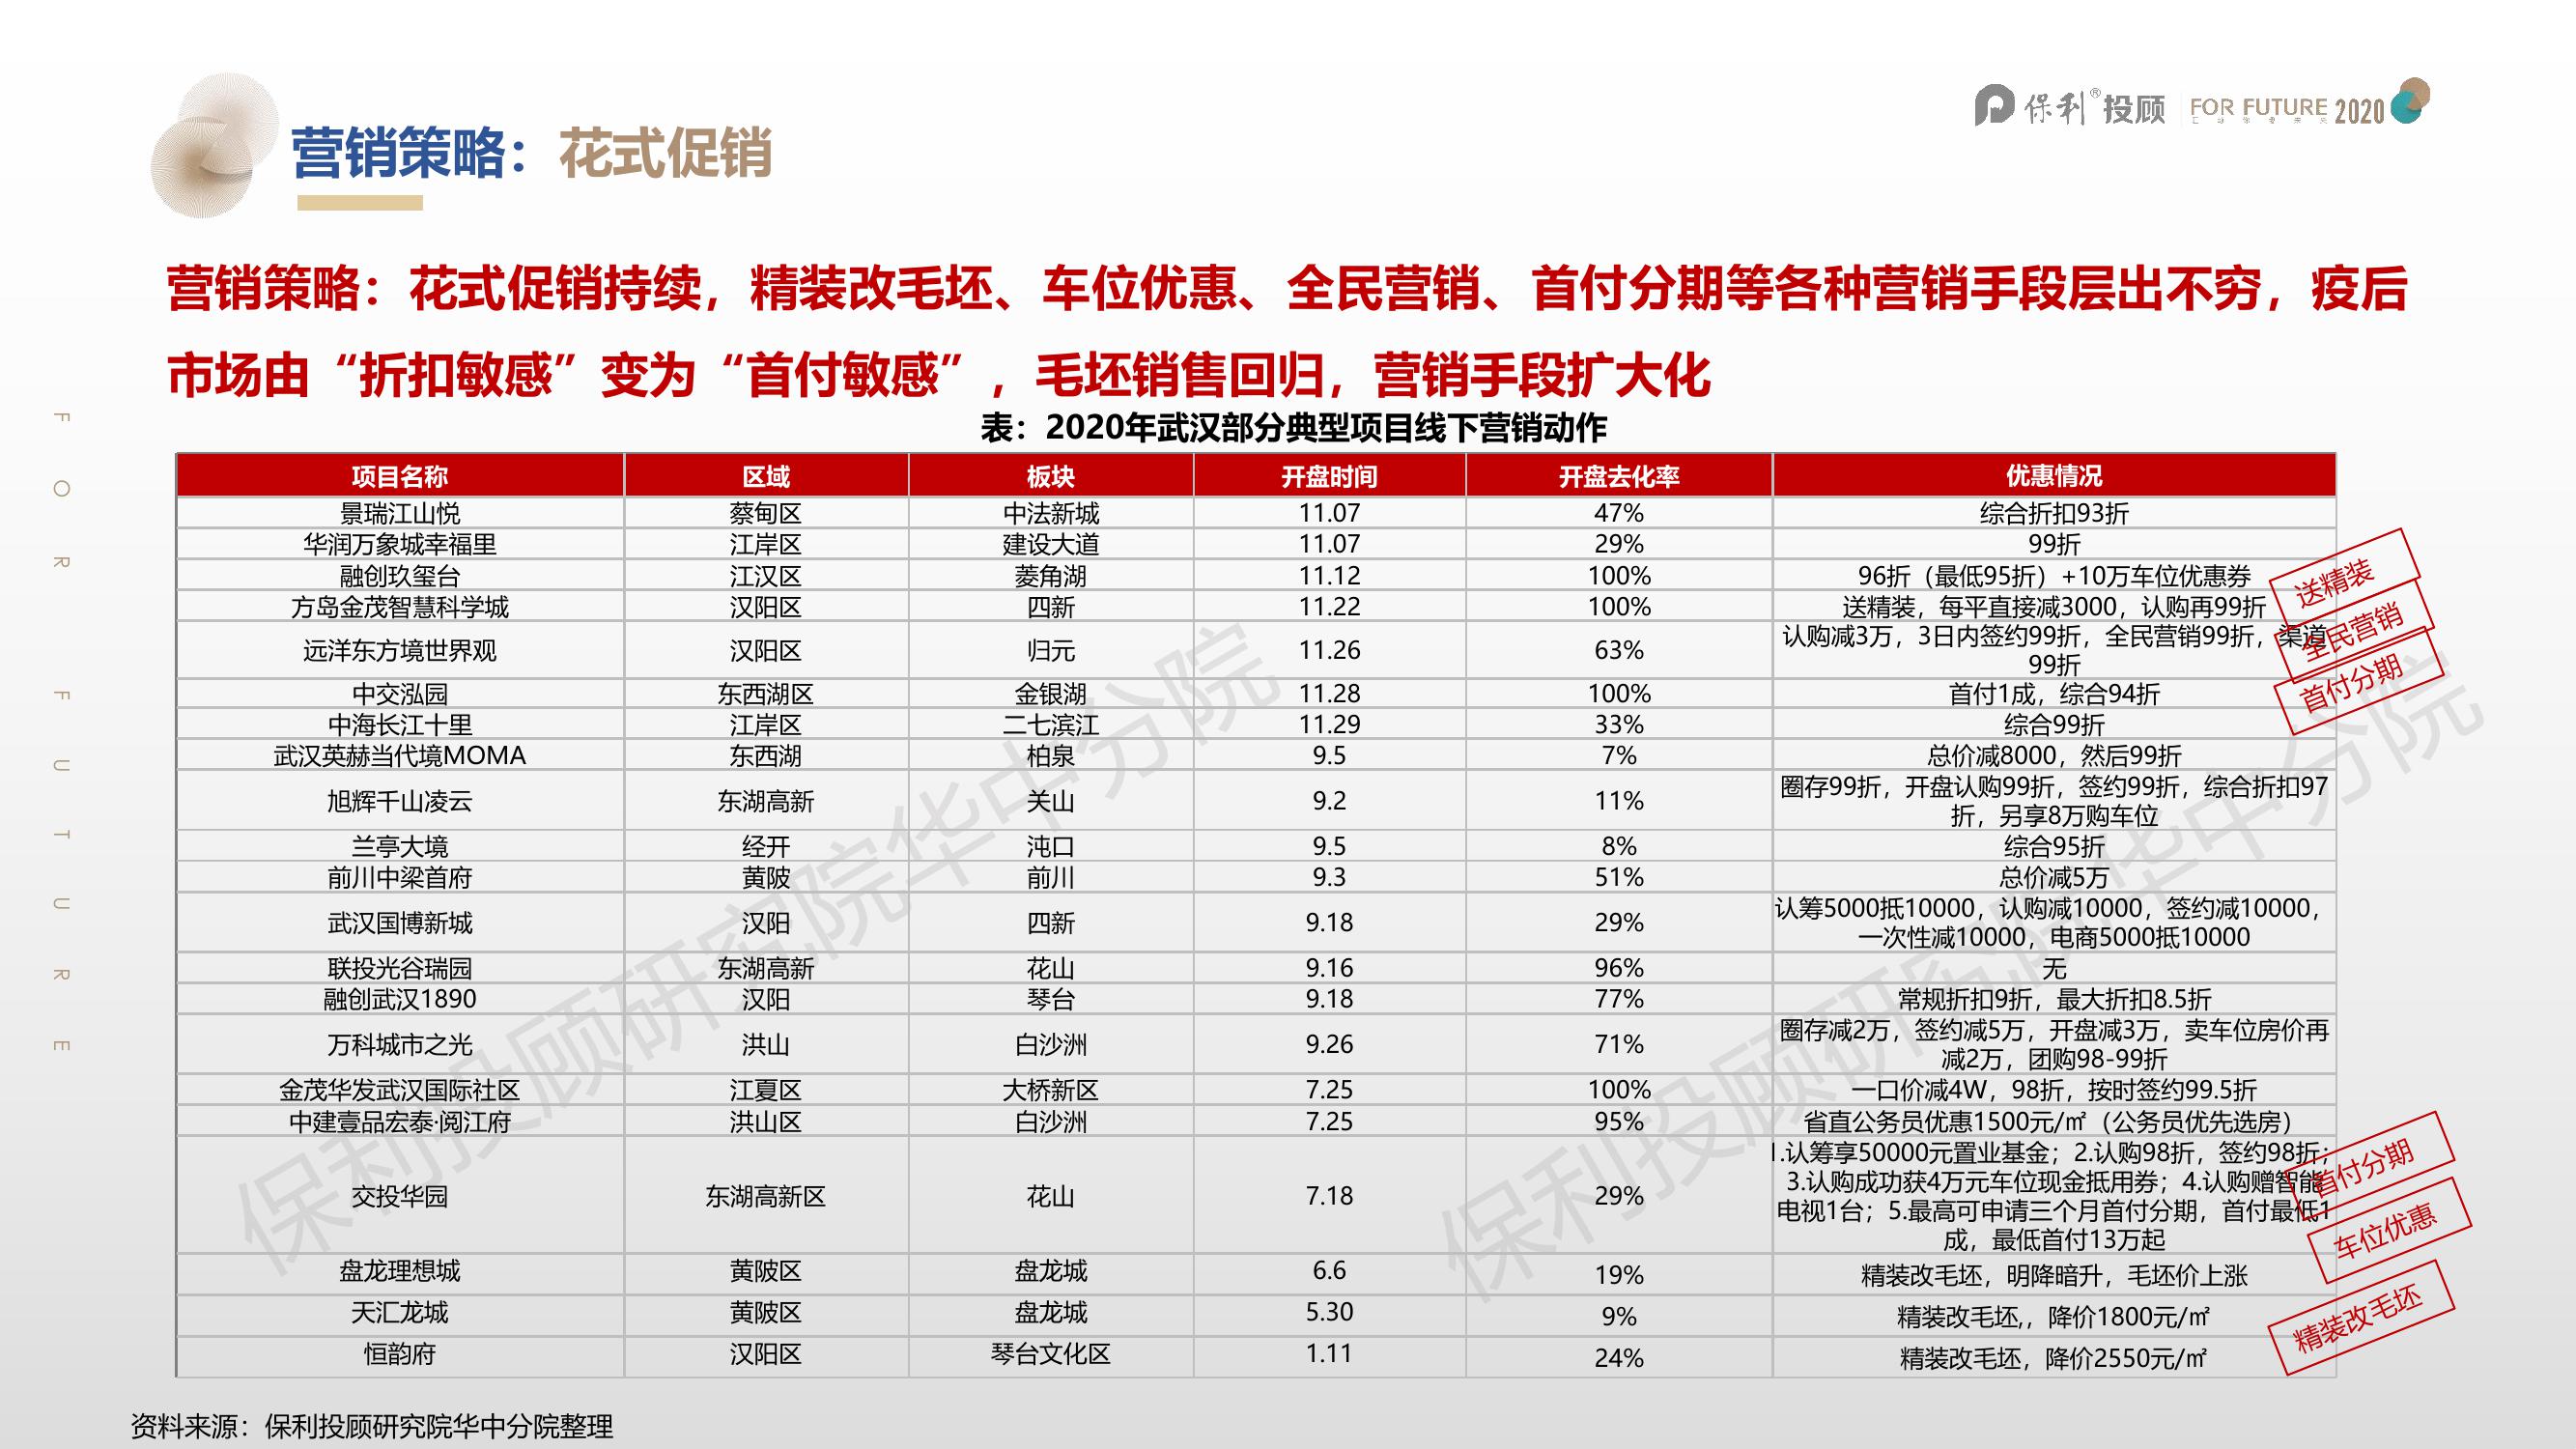 保利®投顾 FOR FUTURE 2020
营销策略：花式促销
营销策略：花式促销持续，精装改毛坯、车位优惠、全民营销、首付分期等各种营销手段层出不穷，疫后
市场由“折扣敏感”变为“首付敏感”，毛坯销售回归，营销手段扩大化
表：2020年武汉部分典型项目线下营销动作
项目名称 区域 板块 开盘时间 开盘去化率 优惠情况
景瑞江山悦 蔡甸区 中法新城 11.07 47% 综合折扣93折
华润万象城幸福里 江岸区 建设大道 11.07 29% 99折
融创玖玺台 江汉区 菱角湖 11.12 100% 96折（最低95折）+10万车位优惠券
方岛金茂智慧科学城 汉阳区 四新 11.22 100% 送精装，每平直接减3000，认购再99折
远洋东方境世界观 汉阳区 归元 11.26 63% 认购减3万，3日内签约99折，全民营销99折，渠道
99折
中交泓园 东西湖区 金银湖 11.28 100% 首付1成，综合94折
中海长江十里 江岸区 二七滨江 11.29 33% 综合99折
武汉英赫当代境MOMA 东西湖 柏泉 9.5 7% 总价减8000，然后99折
旭辉千山凌云 东湖高新 关山 9.2 11% 圈存99折，开盘认购99折，签约99折，综合折扣97
折，另享8万购车位
兰亭大境 经开 沌口 9.5 8% 综合95折
前川中梁首府 黄陂 前川 9.3 51% 总价减5万
武汉国博新城 汉阳 四新 9.18 29% 认筹5000抵10000，认购减10000，签约减10000，
一次性减10000，电商5000抵10000
联投光谷瑞园 东湖高新 花山 9.16 96% 无
融创武汉1890 汉阳 琴台 9.18 77% 常规折扣9折，最大折扣8.5折
万科城市之光 洪山 白沙洲 9.26 71% 圈存减2万，签约减5万，开盘减3万，卖车位房价再
减2万，团购98-99折
金茂华发武汉国际社区 江夏区 大桥新区 7.25 100% 一口价减4W，98折，按时签约99.5折
中建壹品宏泰·阅江府 洪山区 白沙洲 7.25 95% 省直公务员优惠1500元/㎡（公务员优先选房）
交投华园 东湖高新区 花山 7.18 29% 1.认筹享50000元置业基金；2.认购98折，签约98折；
3.认购成功获4万元车位现金抵用券；4.认购赠智能
电视1台；5.最高可申请三个月首付分期，首付最低1
成，最低首付13万起
盘龙理想城 黄陂区 盘龙城 6.6 19% 精装改毛坯，明降暗升，毛坯价上涨
天汇龙城 黄陂区 盘龙城 5.30 9% 精装改毛坯,，降价1800元/㎡
恒韵府 汉阳区 琴台文化区 1.11 24% 精装改毛坯，降价2550元/㎡
送精装
全民营销
首付分期
首付分期
车位优惠
精装改毛坯
资料来源：保利投顾研究院华中分院整理
FOR FUTURE
保利投顾研究院华中分院
保利投顾研究院华中分院